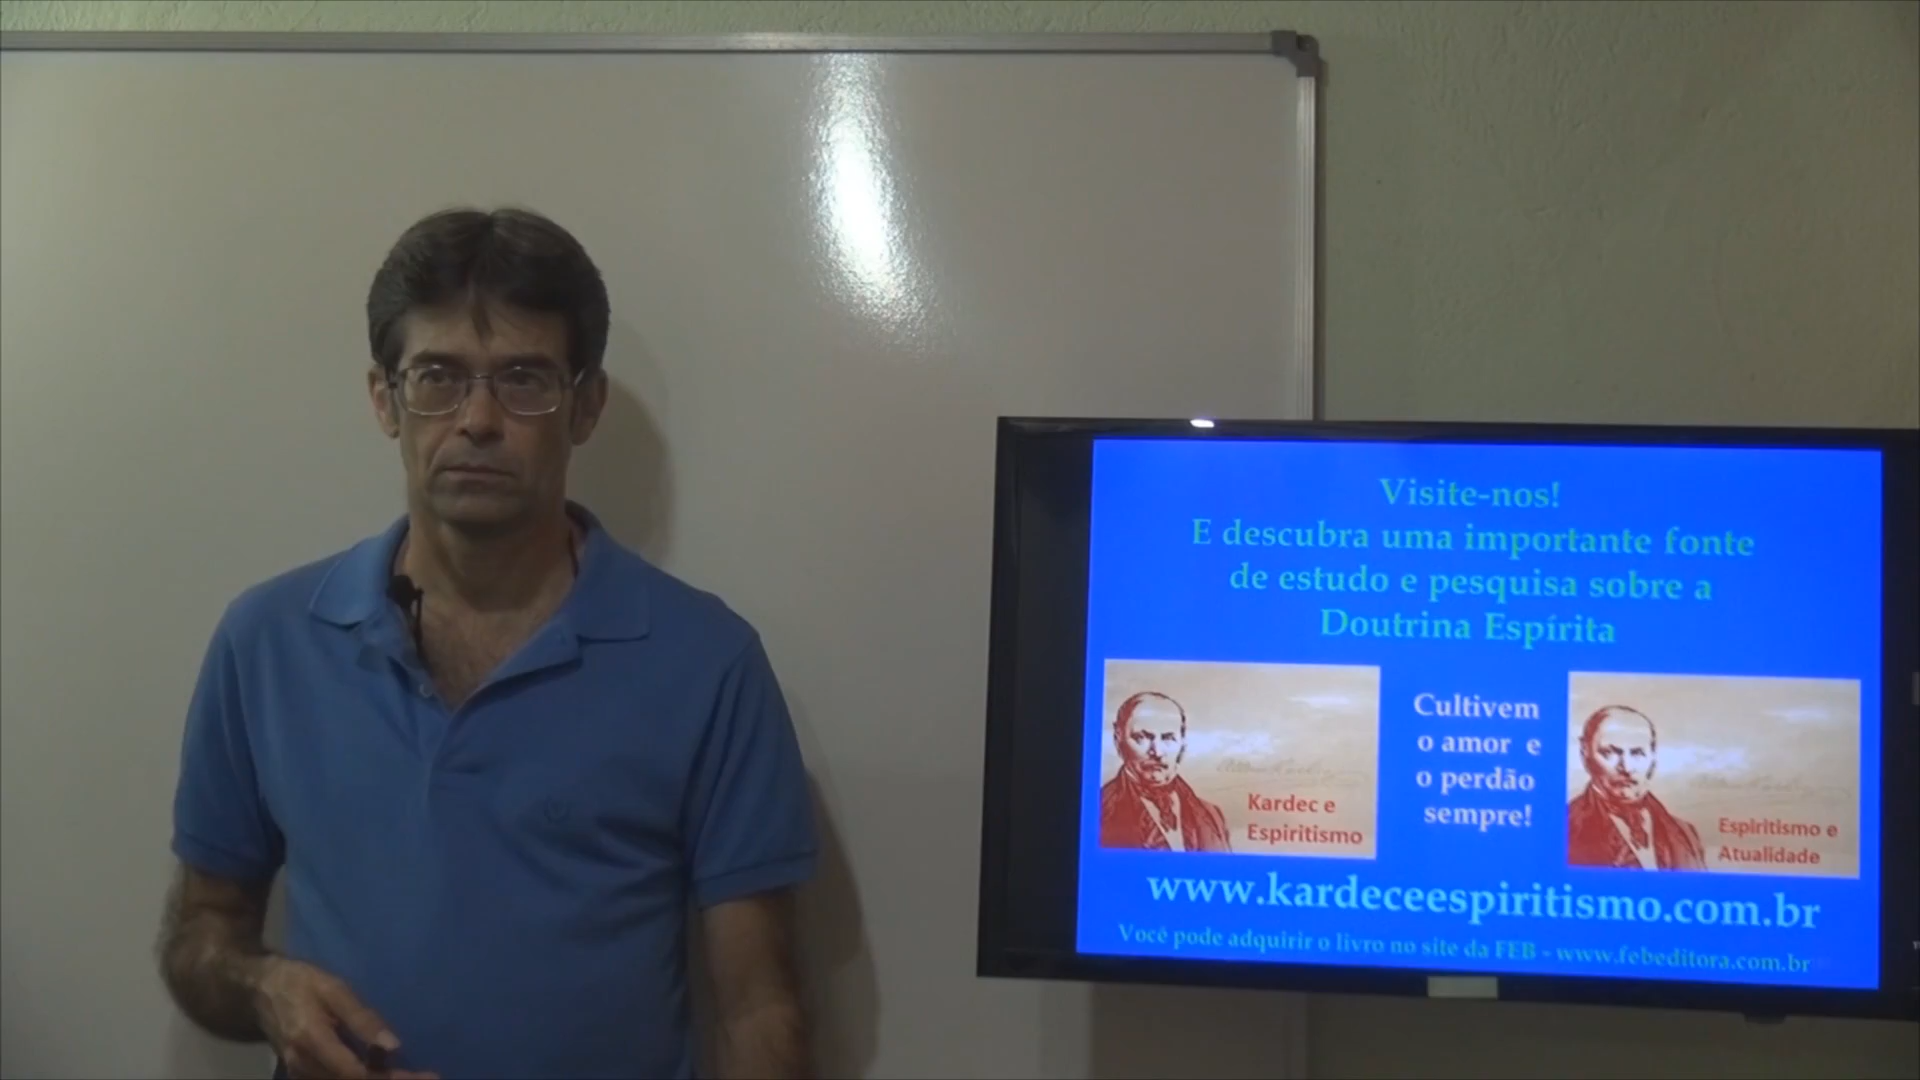 Visite-nos!
E descubra uma importante fonte
de estudo e pesquisa sobre a
Doutrina Espírita
Kardec e
Espiritismo
Cultivem
o amor e
o perdão
sempre!
Espiritismo e
Atualidade
www.kardeceespiritismo.com.br
Você pode adquirir o livro no site da FEB - www.febeditora.com.br